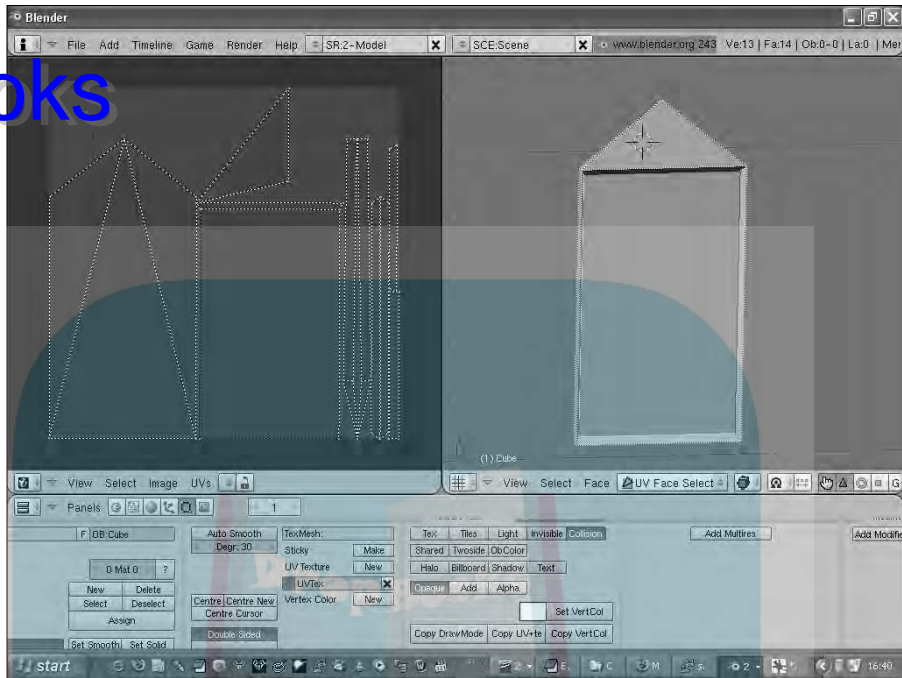 Blender
File Add Timeline Game Render Help SR:2-Model SCE:Scene www.blender.org 243 Ve:13 | Fa:14 | Ob:0-0 | La:0 | Mer
oks
(1) Cube
View Select Image UVs View Select Face UV Face Select G
Panels 1
F OB:Cube Auto Smooth TexMesh: Tex Tiles Light Invisible Collision Add Multires Add Modifie
Degr: 30 Sticky Make Shared Twoside ObColor
0 Mat 0 ? UV Texture New Halo Billboard Shadow Text
New Delete UVTex Opaque Add Alpha
Select Deselect Centre Centre New Vertex Color New
Assign Centre Cursor Set VertCol
Double Sided Copy DrawMode Copy UV+te Copy VertCol
Set Smooth Set Solid
start 2 E. C M s. 2 16:40